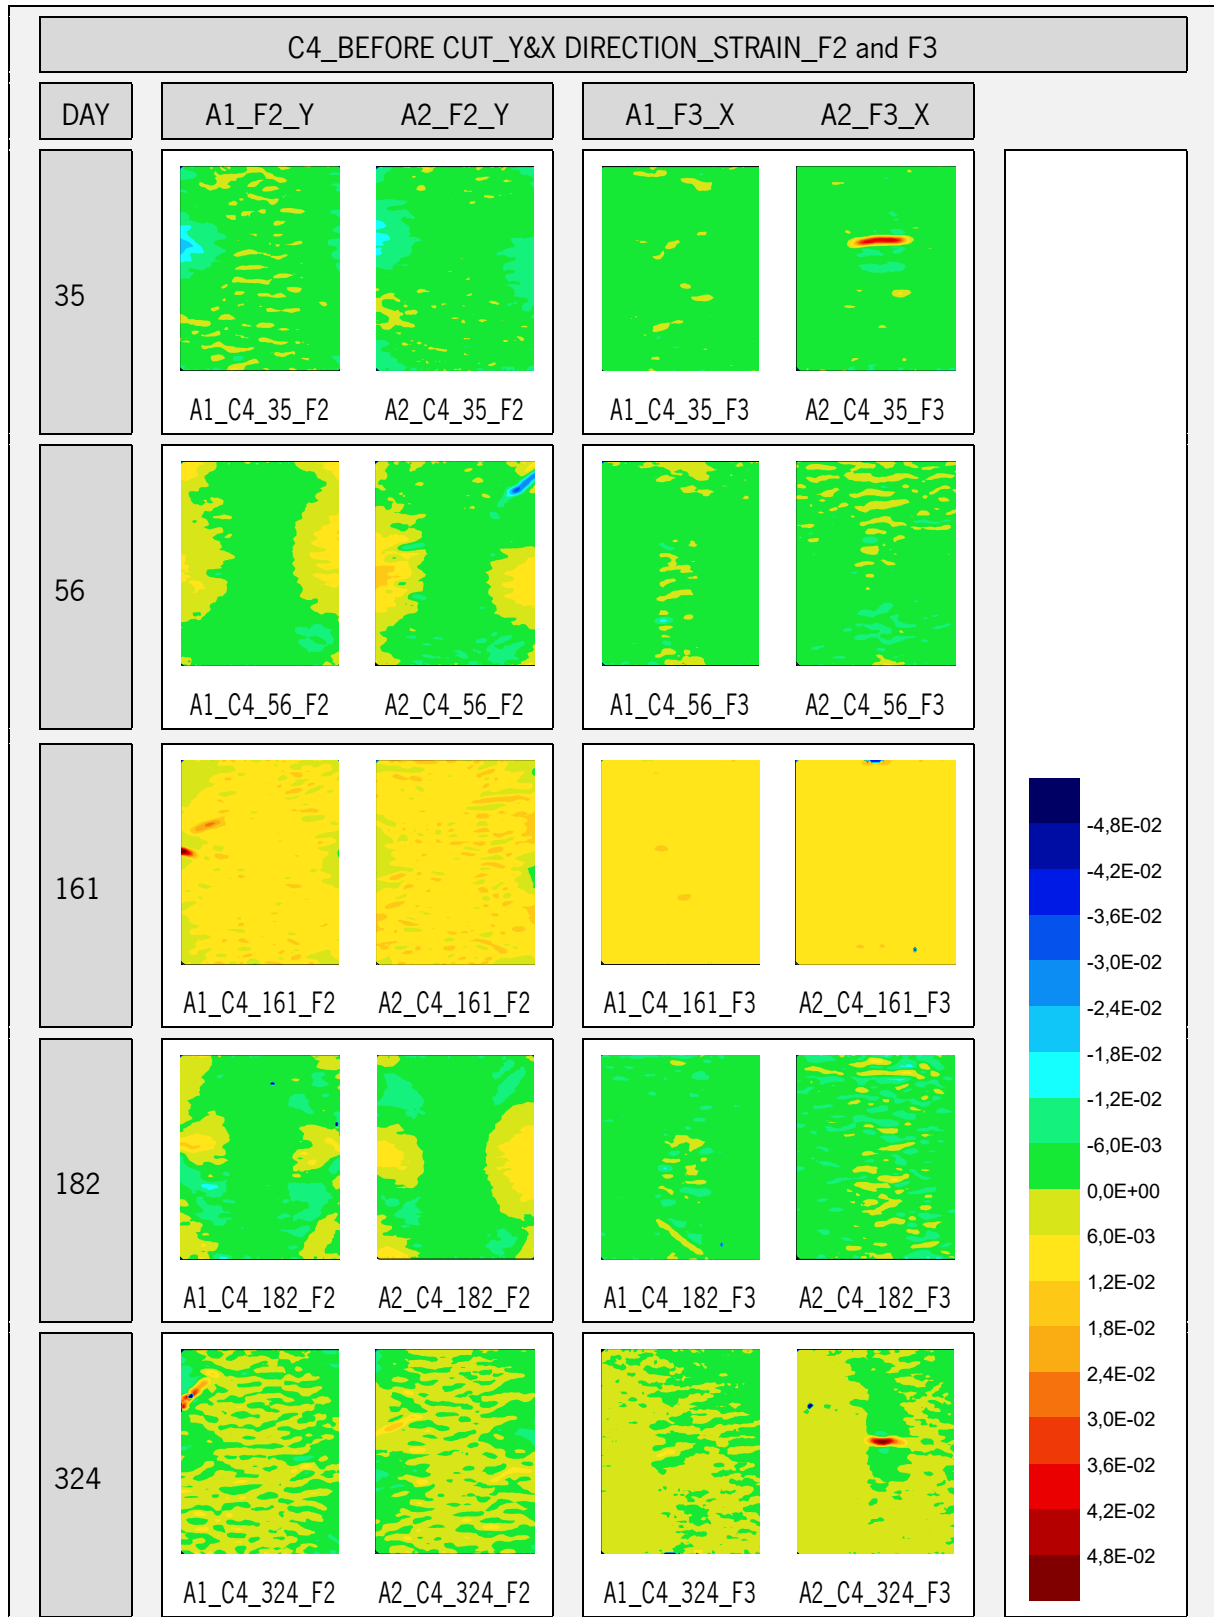 C4_BEFORE CUT_Y&X DIRECTION_STRAIN_F2 and F3
DAY A1_F2_Y A2_F2_Y A1_F3_X A2_F3_X
35
A1_C4_35_F2 A2_C4_35_F2 A1_C4_35_F3 A2_C4_35_F3
56
A1_C4_56_F2 A2_C4_56_F2 A1_C4_56_F3 A2_C4_56_F3
161
A1_C4_161_F2 A2_C4_161_F2 A1_C4_161_F3 A2_C4_161_F3
182
A1_C4_182_F2 A2_C4_182_F2 A1_C4_182_F3 A2_C4_182_F3
324
A1_C4_324_F2 A2_C4_324_F2 A1_C4_324_F3 A2_C4_324_F3
-4,8E-02
-4,2E-02
-3,6E-02
-3,0E-02
-2,4E-02
-1,8E-02
-1,2E-02
-6,0E-03
0,0E+00
6,0E-03
1,2E-02
1,8E-02
2,4E-02
3,0E-02
3,6E-02
4,2E-02
4,8E-02